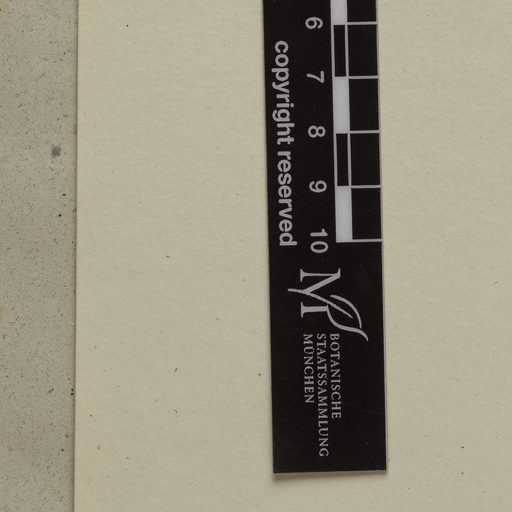 6
7
8
9
10
copyright reserved
M
BOTANISCHE
STAATSSAMMLUNG
MÜNCHEN